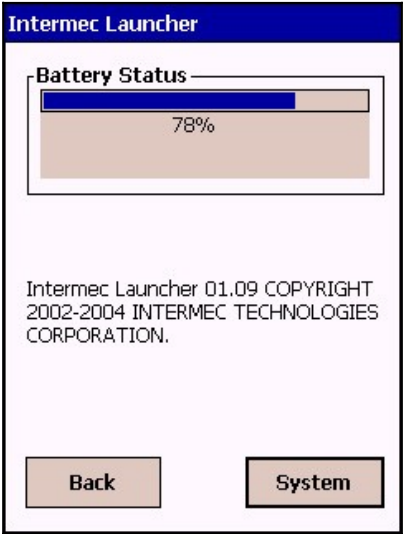 Intermec Launcher
Battery Status
78%
Intermec Launcher 01.09 COPYRIGHT
2002-2004 INTERMEC TECHNOLOGIES
CORPORATION.
Back
System